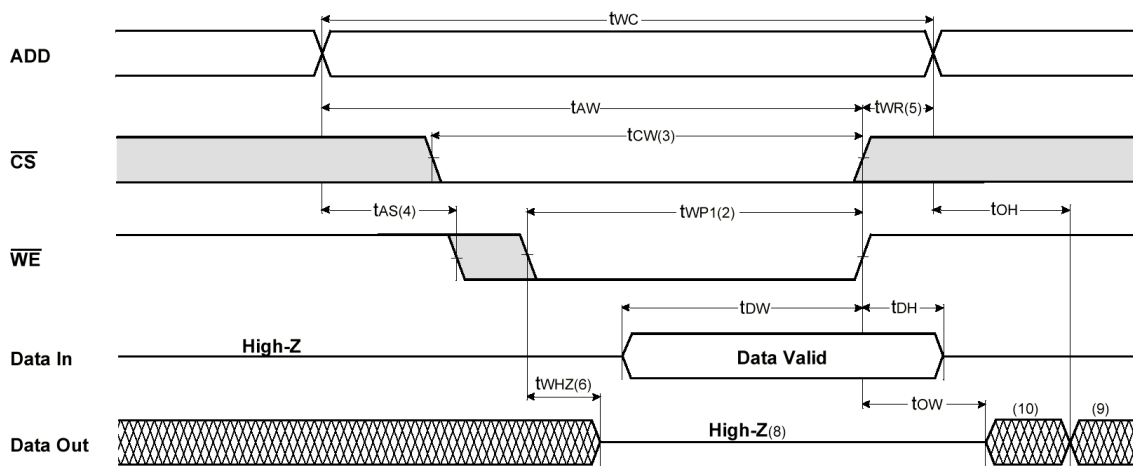 tWC
ADD
tAW
tWR(5)
tCW(3)
CS
tAS(4)
tWP1(2)
tOH
WE
tDW
tDH
High-Z
Data In
Data Valid
tWHZ(6)
tOW
(10)
(9)
High-Z(8)
Data Out